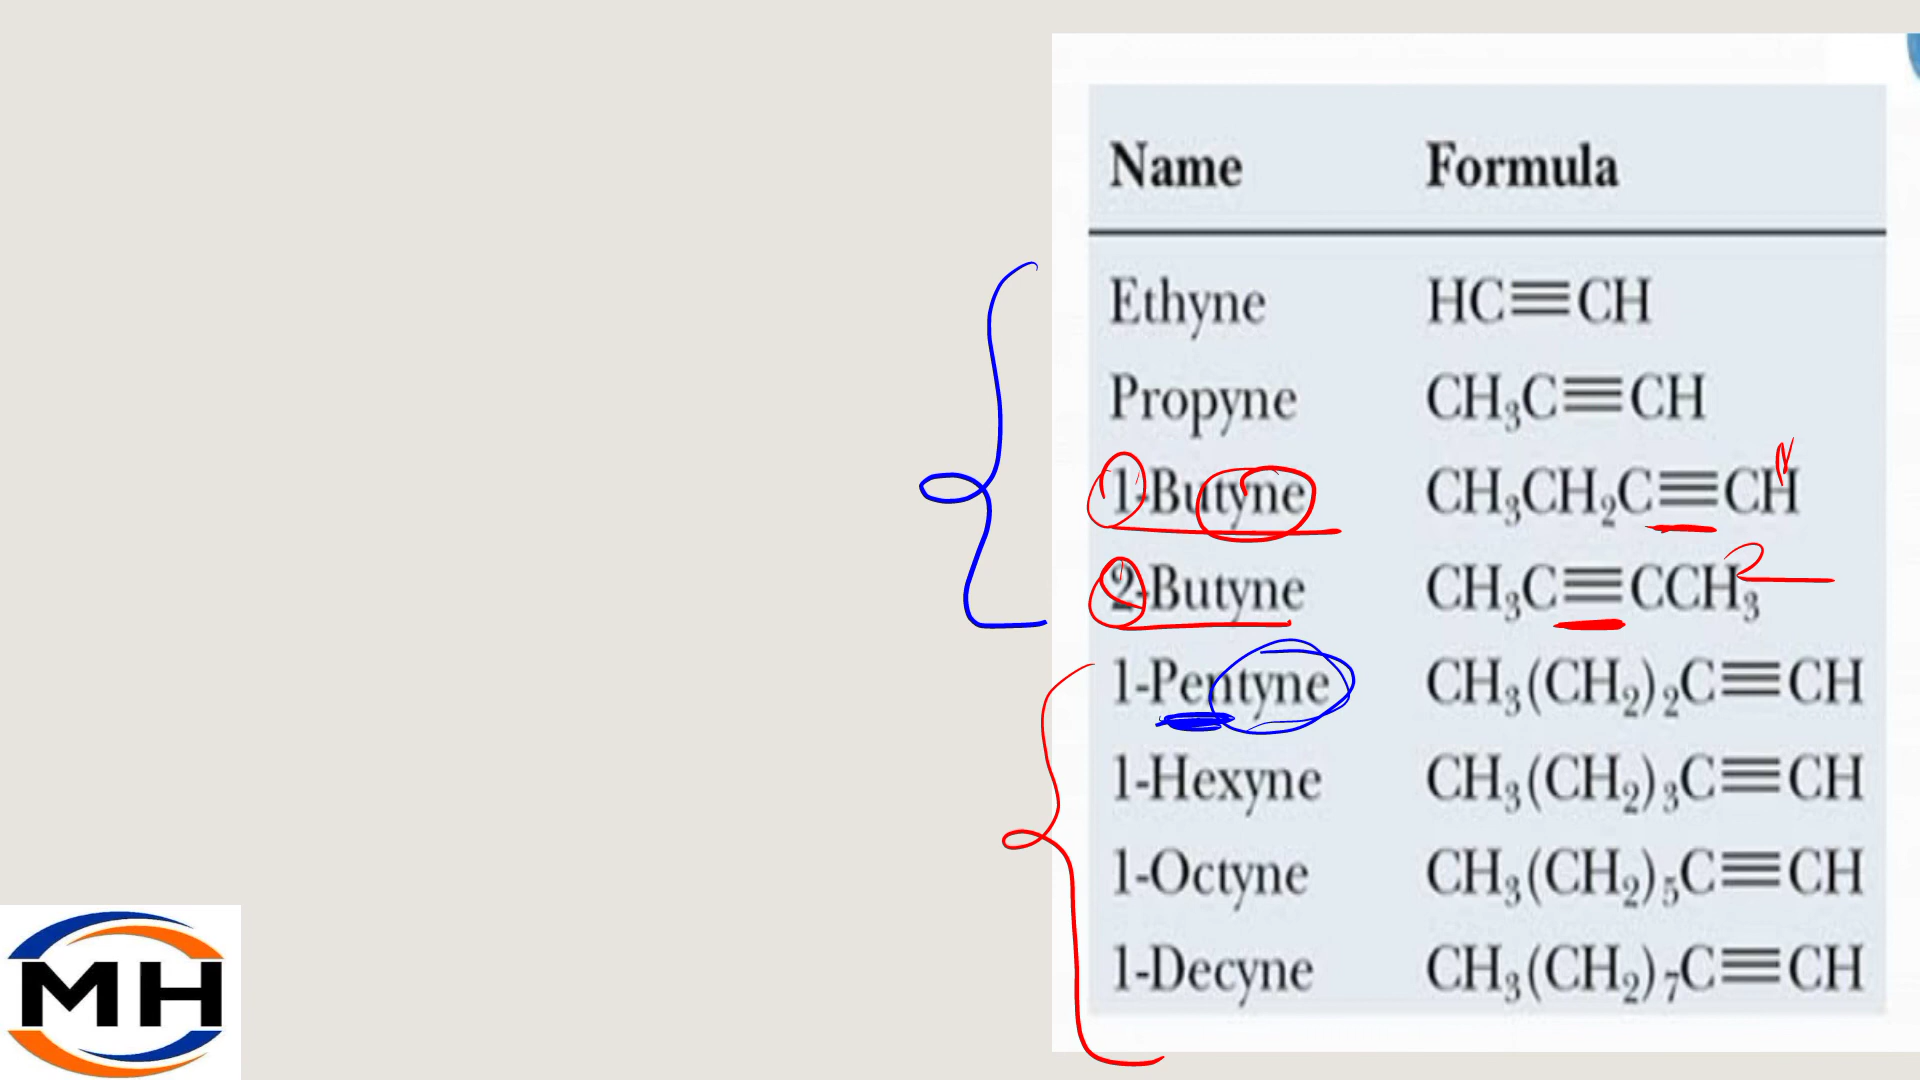 Name Formula
Ethyne HC≡CH
Propyne CH₃C≡CH
1-Butyne CH₃CH₂C≡CH
2-Butyne CH₃C≡CCH₃
1-Pentyne CH₃(CH₂)₂C≡CH
1-Hexyne CH₃(CH₂)₃C≡CH
1-Octyne CH₃(CH₂)₅C≡CH
1-Decyne CH₃(CH₂)₇C≡CH
MH